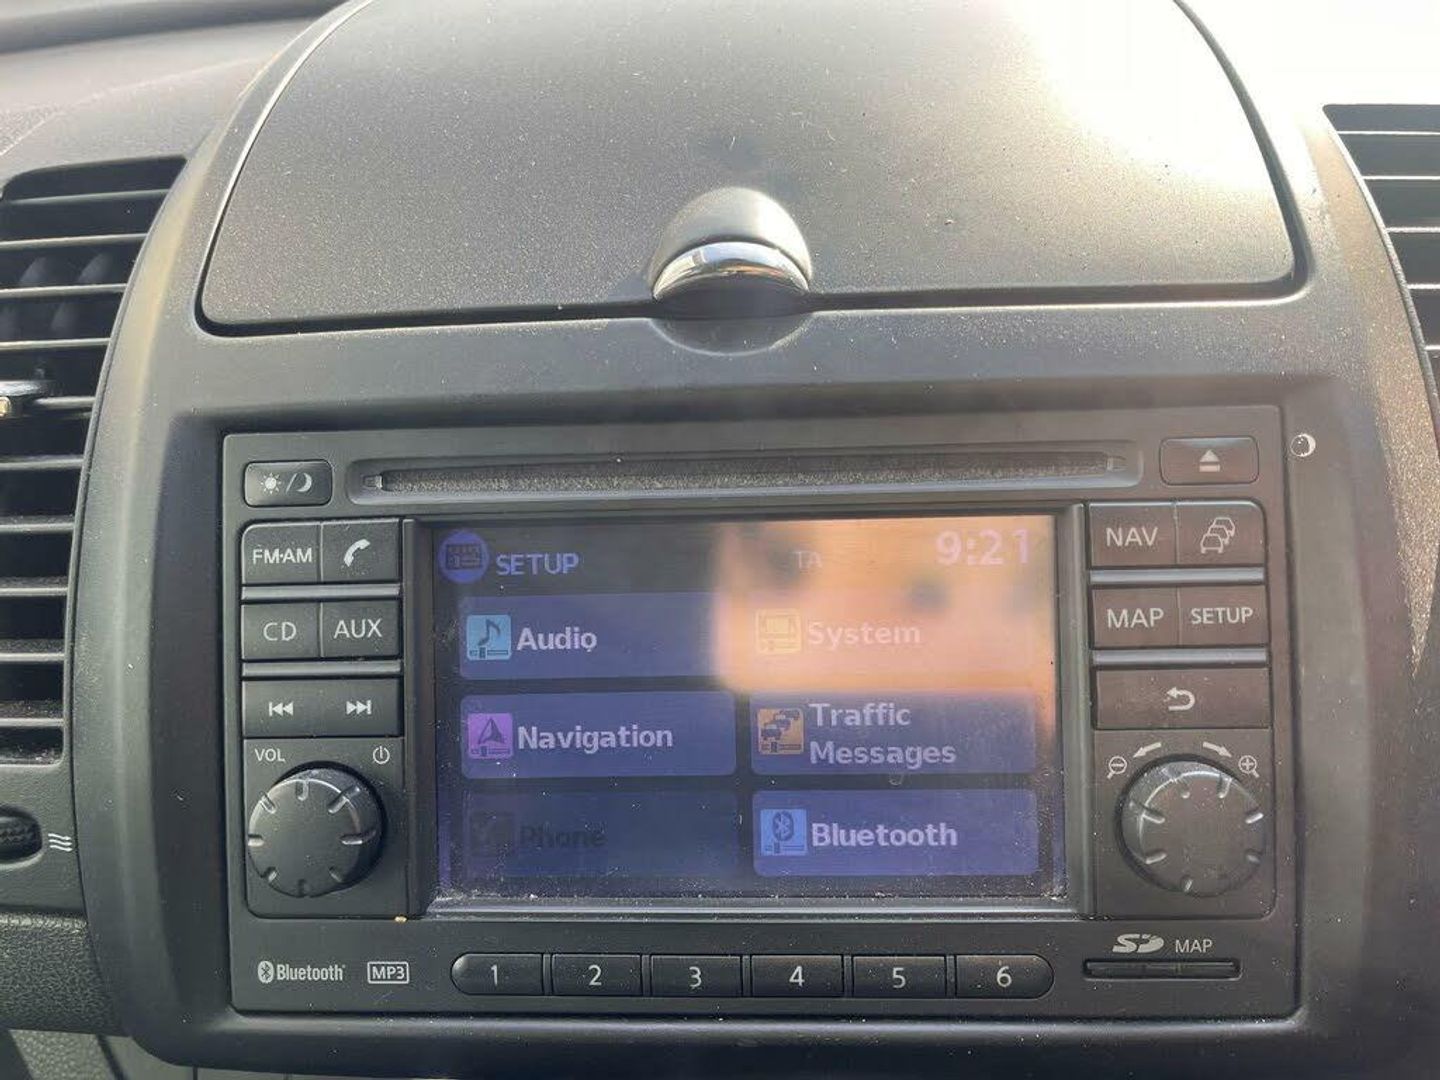 FM·AM
CD
AUX
VOL
SETUP
TA
9:21
Audio
System
Navigation
Traffic
Messages
Phone
Bluetooth
NAV
MAP
SETUP
Bluetooth
MP3
1
2
3
4
5
6
SD MAP